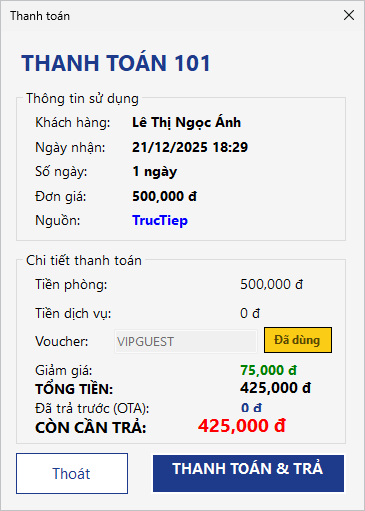 Thanh toán
THANH TOÁN 101
Thông tin sử dụng
Khách hàng: Lê Thị Ngọc Ánh
Ngày nhận: 21/12/2025 18:29
Số ngày: 1 ngày
Đơn giá: 500,000 đ
Nguồn: TrucTiep
Chi tiết thanh toán
Tiền phòng: 500,000 đ
Tiền dịch vụ: 0 đ
Voucher: VIPGUEST Đã dùng
Giảm giá: 75,000 đ
TỔNG TIỀN: 425,000 đ
Đã trả trước (OTA): 0 đ
CÒN CẦN TRẢ: 425,000 đ
Thoát THANH TOÁN & TRẢ